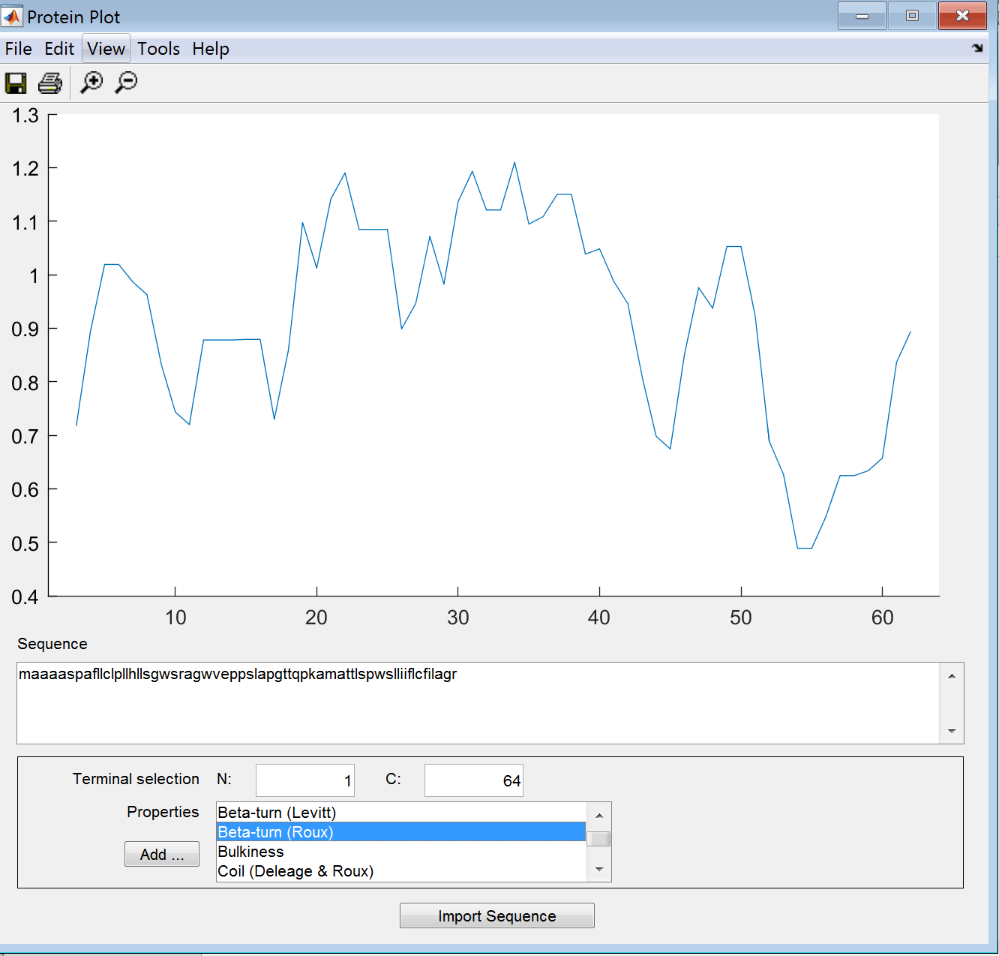 Protein Plot
File Edit View Tools Help
1.3
1.2
1.1
1
0.9
0.8
0.7
0.6
0.5
0.4
10 20 30 40 50 60
Sequence
maaaaspafllclpllhllsgwsragwveppslapgttqpkamattlspwslliiflcfilagr
Terminal selection N: 1 C: 64
Properties
Beta-turn (Levitt)
Beta-turn (Roux)
Bulkiness
Coil (Deleage & Roux)
Add ...
Import Sequence